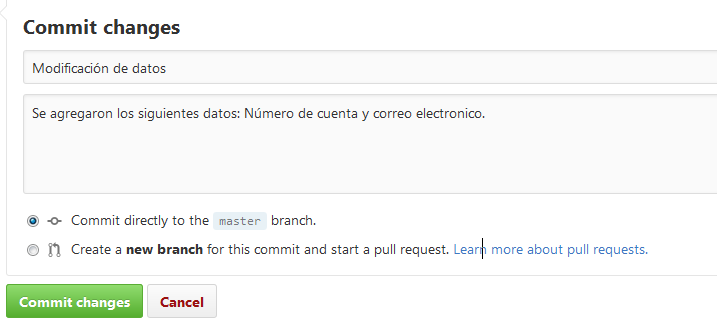 Commit changes
Modificación de datos
Se agregaron los siguientes datos: Número de cuenta y correo electronico.
Commit directly to the master branch.
Create a new branch for this commit and start a pull request. Learn more about pull requests.
Commit changes Cancel